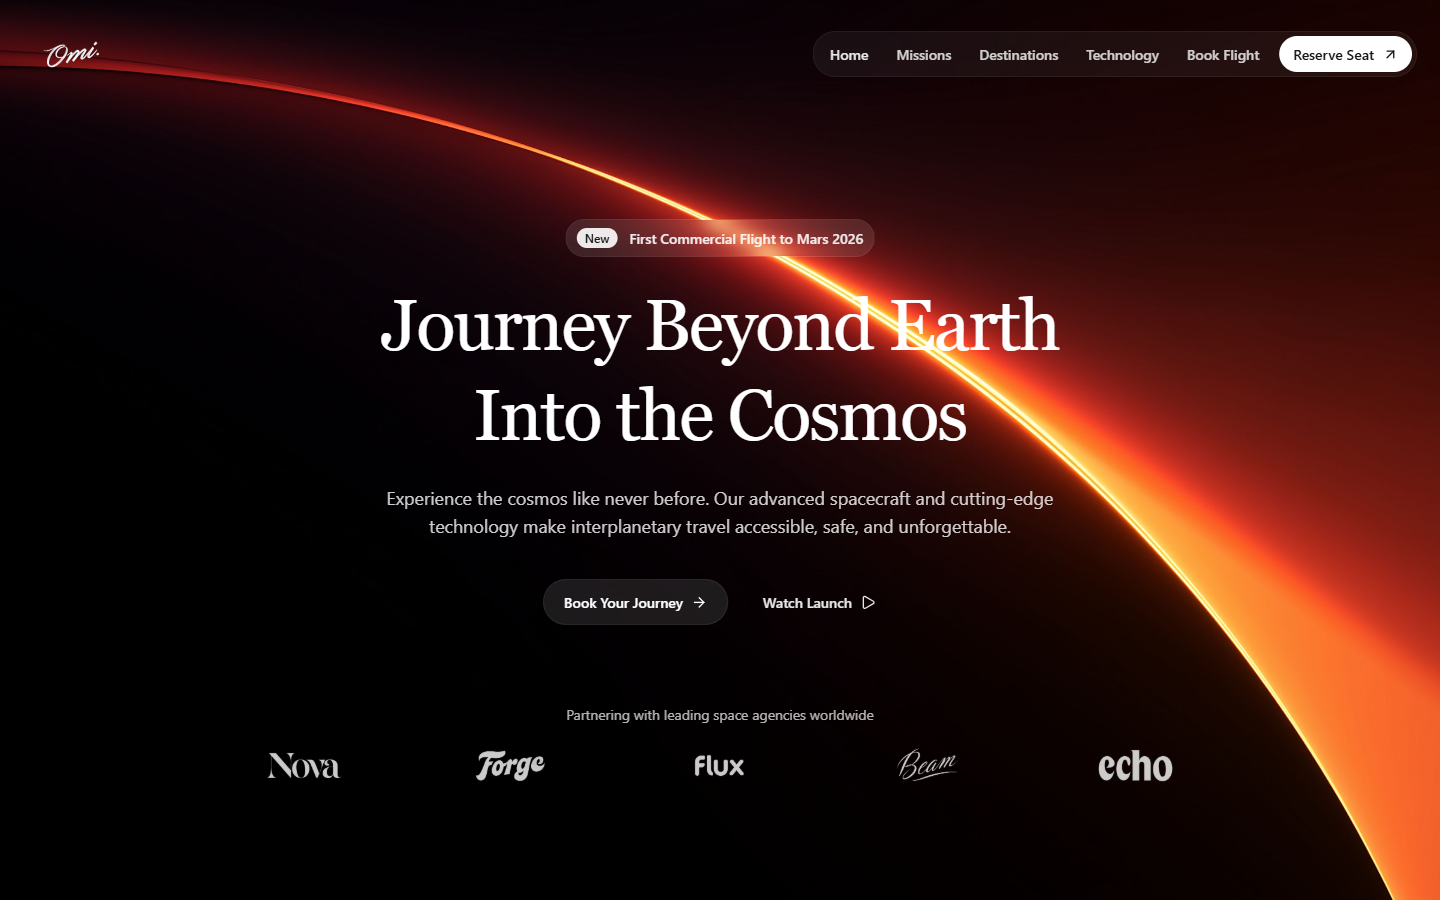 Omi.
Home Missions Destinations Technology Book Flight Reserve Seat
New First Commercial Flight to Mars 2026
Journey Beyond Earth
Into the Cosmos
Experience the cosmos like never before. Our advanced spacecraft and cutting-edge
technology make interplanetary travel accessible, safe, and unforgettable.
Book Your Journey Watch Launch
Partnering with leading space agencies worldwide
Nova Forge Flux Beam echo